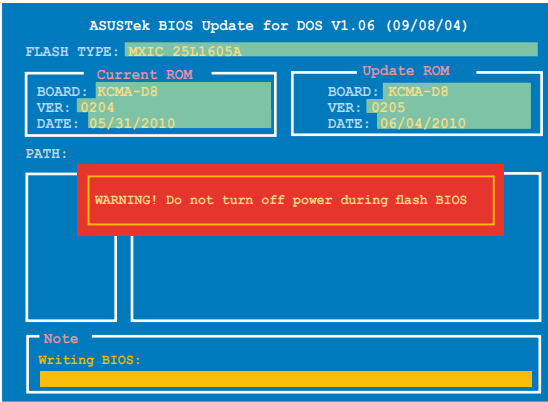 ASUSTek BIOS Update for DOS V1.06 (09/08/04)
FLASH TYPE: MXIC 25L1605A
Current ROM
BOARD: KCMA-D8
VER: 0204
DATE: 05/31/2010
Update ROM
BOARD: KCMA-D8
VER: 0205
DATE: 06/04/2010
PATH:
WARNING! Do not turn off power during flash BIOS
Note
Writing BIOS: